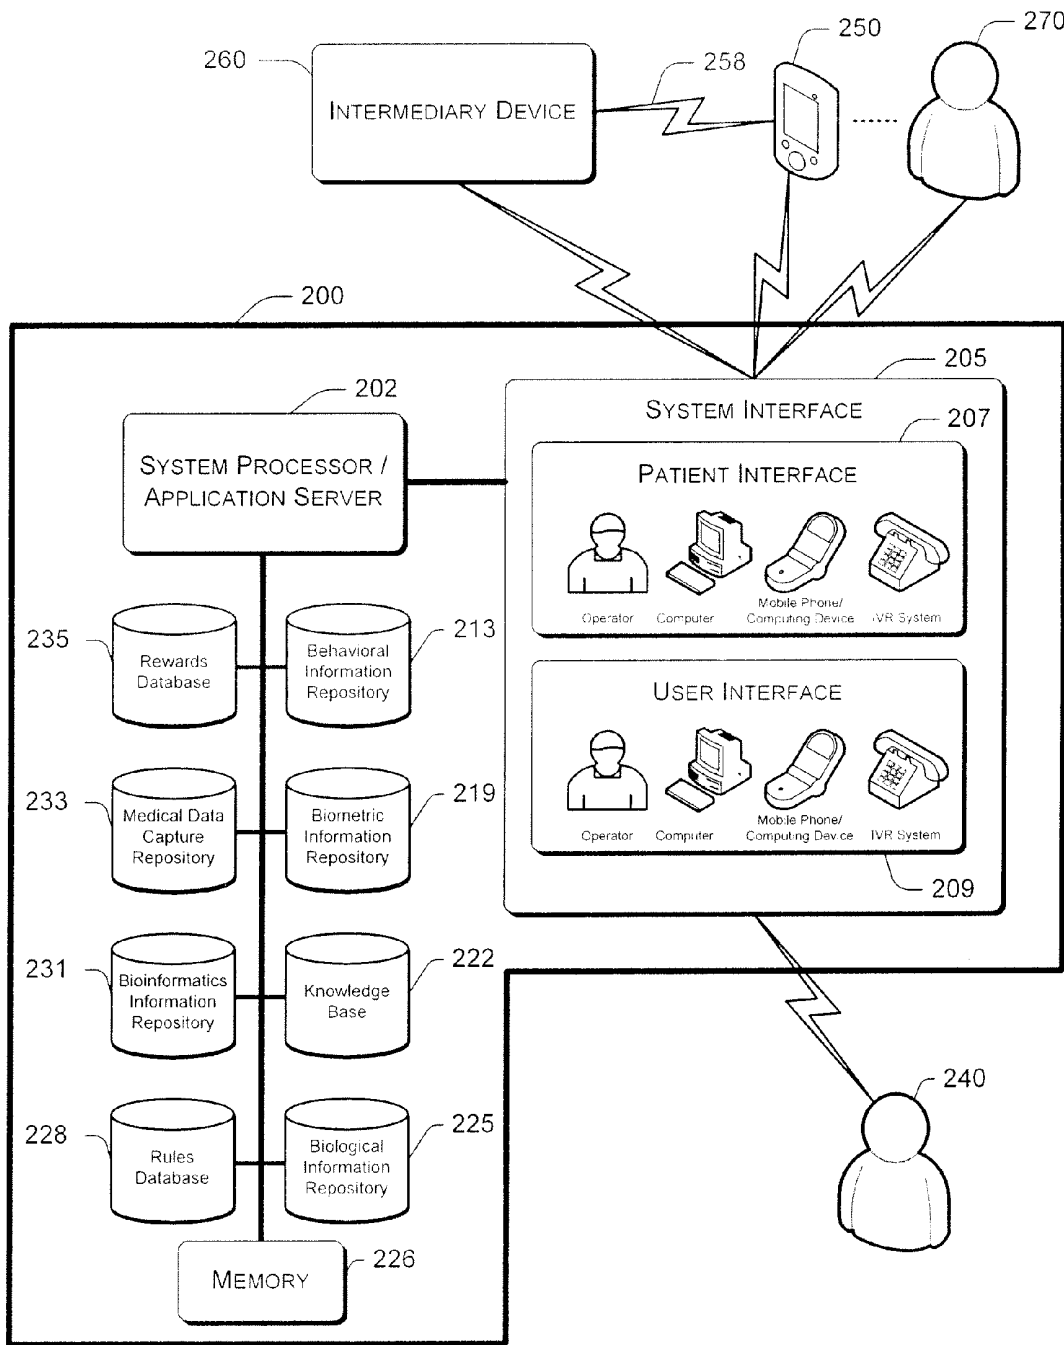 260
INTERMEDIARY DEVICE
258
250
270
200
202
SYSTEM PROCESSOR /
APPLICATION SERVER
205
SYSTEM INTERFACE
207
PATIENT INTERFACE
Operator
Computer
Mobile Phone/
Computing Device
IVR System
USER INTERFACE
Operator
Computer
Mobile Phone/
Computing Device
IVR System
209
235
Rewards
Database
213
Behavioral
Information
Repository
233
Medical Data
Capture
Repository
219
Biometric
Information
Repository
231
Bioinformatics
Information
Repository
222
Knowledge
Base
228
Rules
Database
225
Biological
Information
Repository
MEMORY
226
240